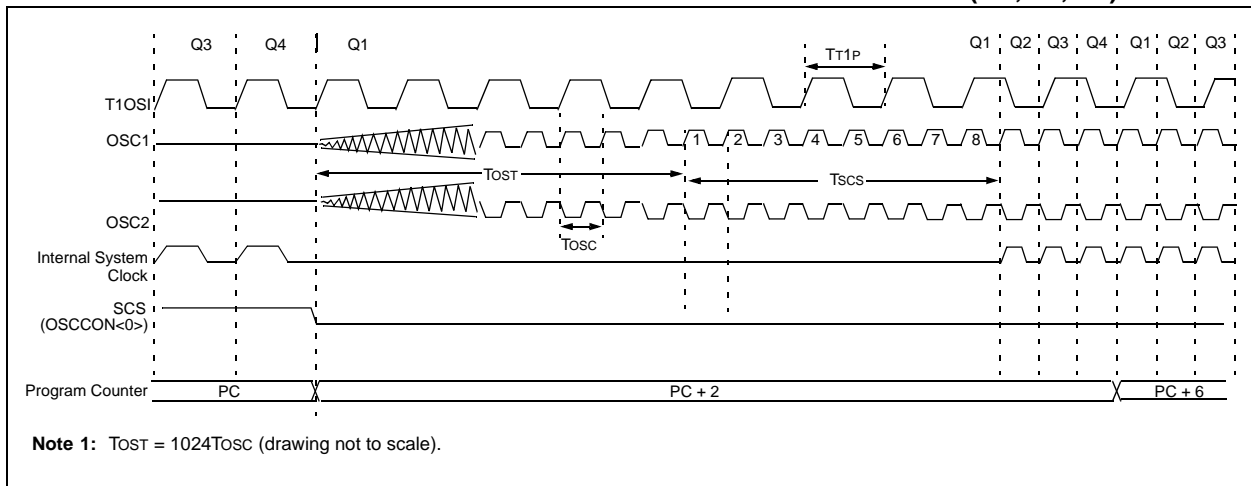 Q3 Q4 Q1 Q1 Q2 Q3 Q4 Q1 Q2 Q3
TT1P
T1OSI
OSC1
1 2 3 4 5 6 7 8
TOST
TSCS
OSC2
TOSC
Internal System
Clock
SCS
(OSCCON<0>)
Program Counter
PC
PC + 2
PC + 6
Note 1: TOST = 1024TOSC (drawing not to scale).